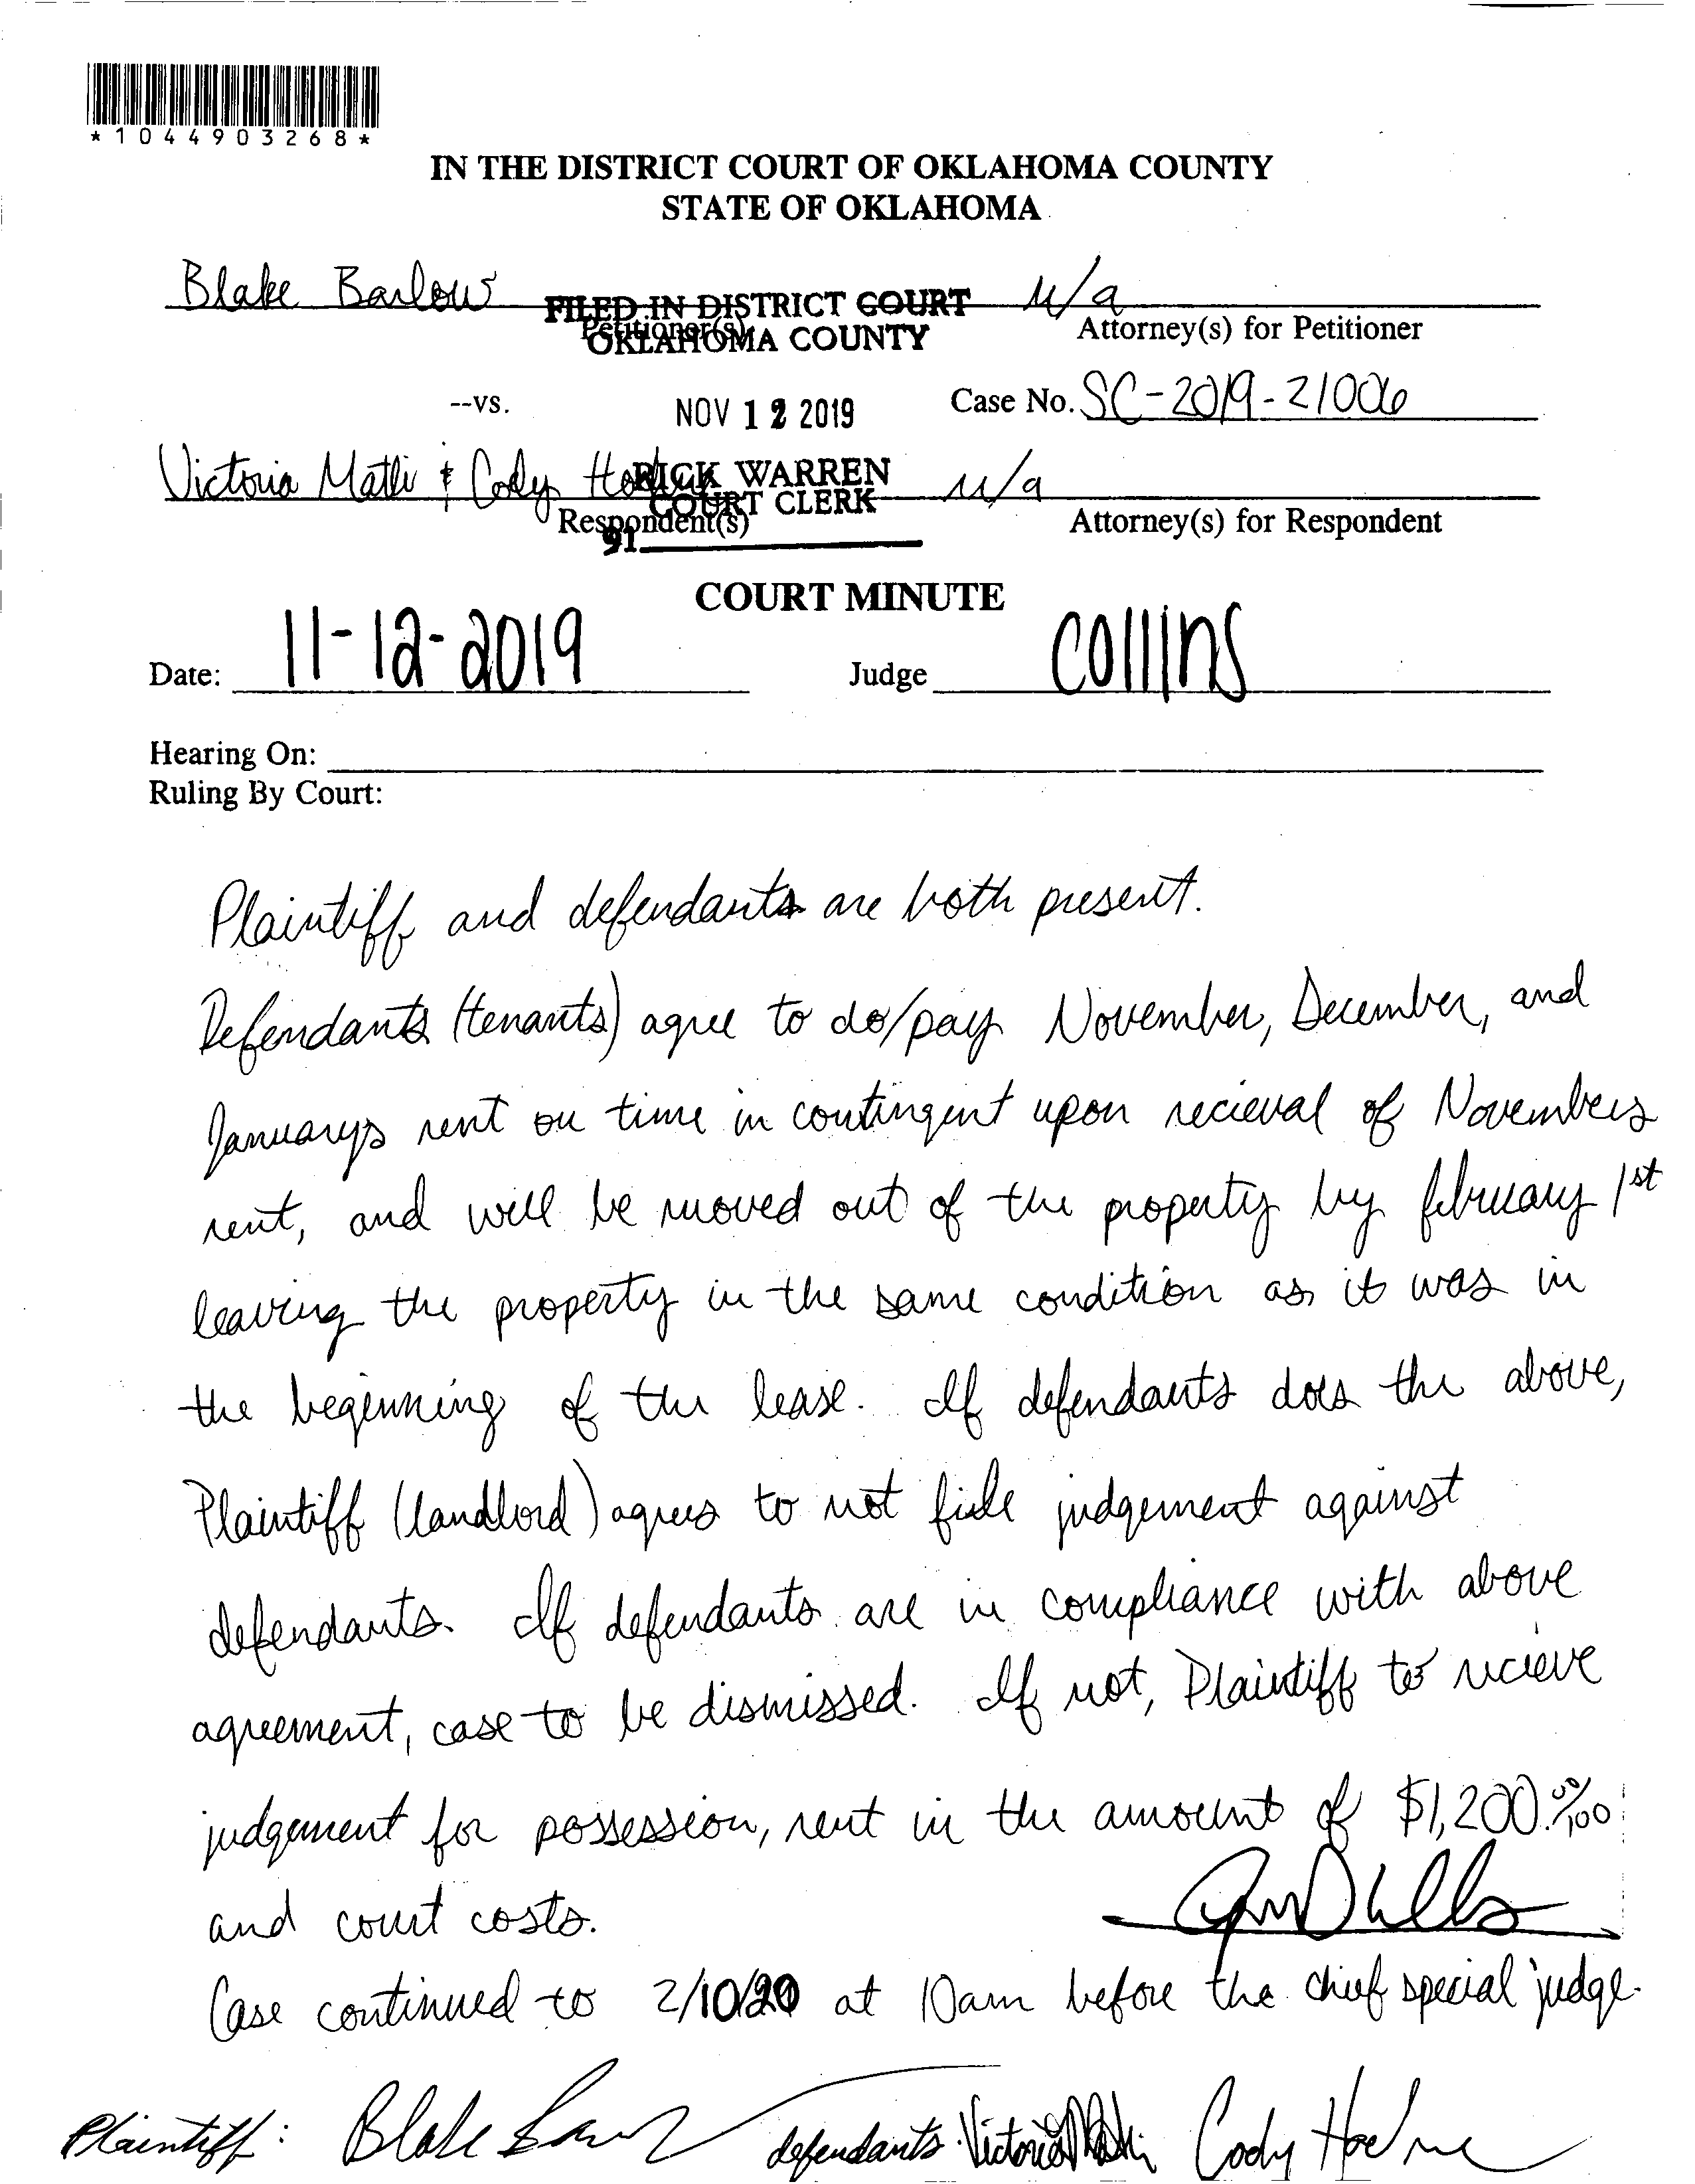 *1044903268*
IN THE DISTRICT COURT OF OKLAHOMA COUNTY
STATE OF OKLAHOMA
Blake Barlow
N/a
FILED IN DISTRICT COURT
OKLAHOMA COUNTY
Petitioner(s)
Attorney(s) for Petitioner
--vs.
NOV 12 2019
Case No. SC-2019-21006
Victoria Matli & Cody
RICK WARREN
COURT CLERK
N/a
Respondent(s)
Attorney(s) for Respondent
91
COURT MINUTE
Date: 11-12-2019 Judge Collins
Hearing On:
Ruling By Court:
Plaintiff and defendants are both present.
Defendants (tenants) agree to do/pay November, December, and
January's rent on time in contingent upon recieval of Novembers
rent, and will be moved out of the property by february 1st
leaving the property in the same condition as it was in
the beginning of the lease. If defendants does the above,
Plaintiff (landlord) agrees to not file judgement against
defendants. If defendants are in compliance with above
agreement, case to be dismissed. If not, Plaintiff to recieve
judgement for possession, rent in the amount of $1,200.00/100
and court costs.
Case continued to 2/10/20 at 10am before the chief special judge.
Plaintiff: Blake defendants: Victoria Cody